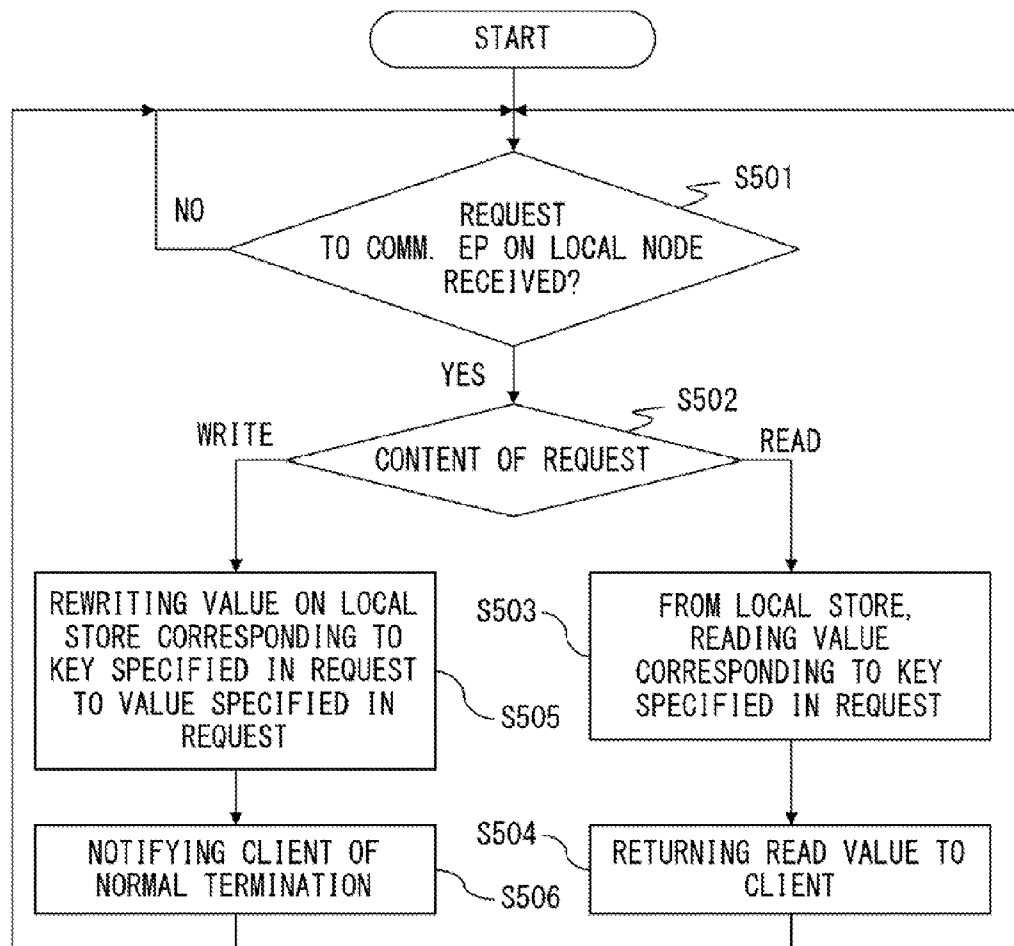 START
S501
NO
REQUEST
TO COMM. EP ON LOCAL NODE
RECEIVED?
YES
S502
WRITE
CONTENT OF REQUEST
READ
REWRITING VALUE ON LOCAL
STORE CORRESPONDING TO
KEY SPECIFIED IN REQUEST
TO VALUE SPECIFIED IN
REQUEST
S505
S503
FROM LOCAL STORE,
READING VALUE
CORRESPONDING TO KEY
SPECIFIED IN REQUEST
NOTIFYING CLIENT OF
NORMAL TERMINATION
S506
S504
RETURNING READ VALUE TO
CLIENT